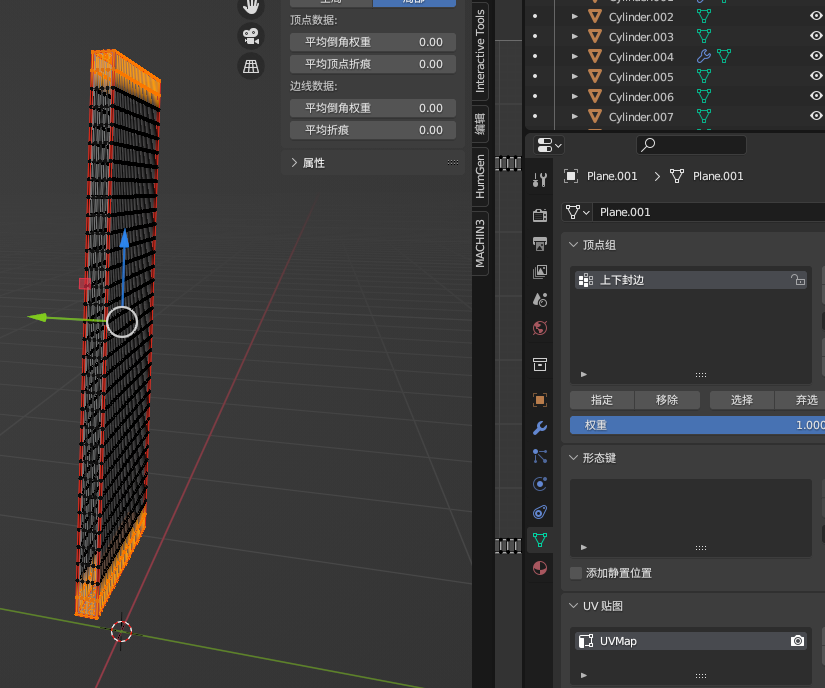 顶点数据:
平均倒角权重 0.00
平均顶点折痕 0.00
边线数据:
平均倒角权重 0.00
平均折痕 0.00
属性
Interactive Tools
编辑
HumGen
MACHIN3
Cylinder.002
Cylinder.003
Cylinder.004
Cylinder.005
Cylinder.006
Cylinder.007
Plane.001 Plane.001
Plane.001
顶点组
上下封边
指定 移除 选择 弃选
权重 1.000
形态键
添加静置位置
UV 贴图
UVMap